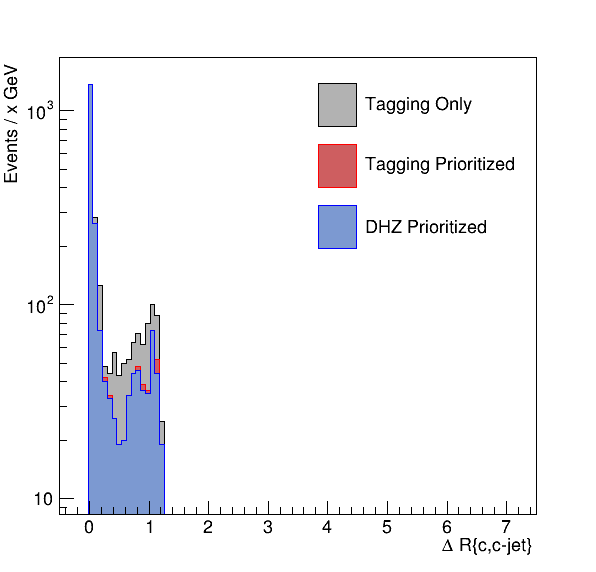 Events / x GeV
10³
10²
10
Tagging Only
Tagging Prioritized
DHZ Prioritized
0 1 2 3 4 5 6 7
Δ R{c,c-jet}